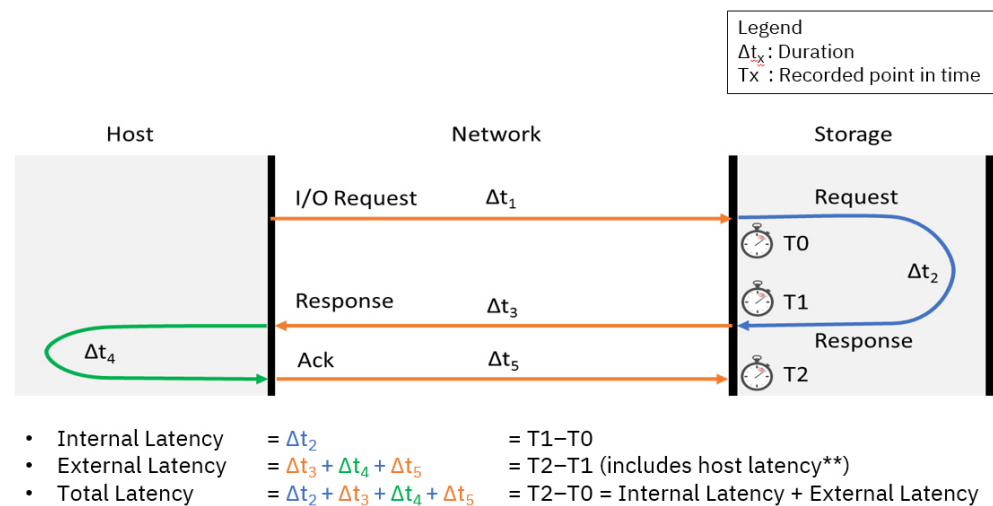 Legend
Δtx : Duration
Tx : Recorded point in time
Host
Network
Storage
I/O Request
Δt1
Request
T0
Δt2
Response
Δt3
T1
Response
Δt4
Ack
Δt5
T2
• Internal Latency = Δt2 = T1–T0
• External Latency = Δt3 + Δt4 + Δt5 = T2–T1 (includes host latency**)
• Total Latency = Δt2 + Δt3 + Δt4 + Δt5 = T2–T0 = Internal Latency + External Latency